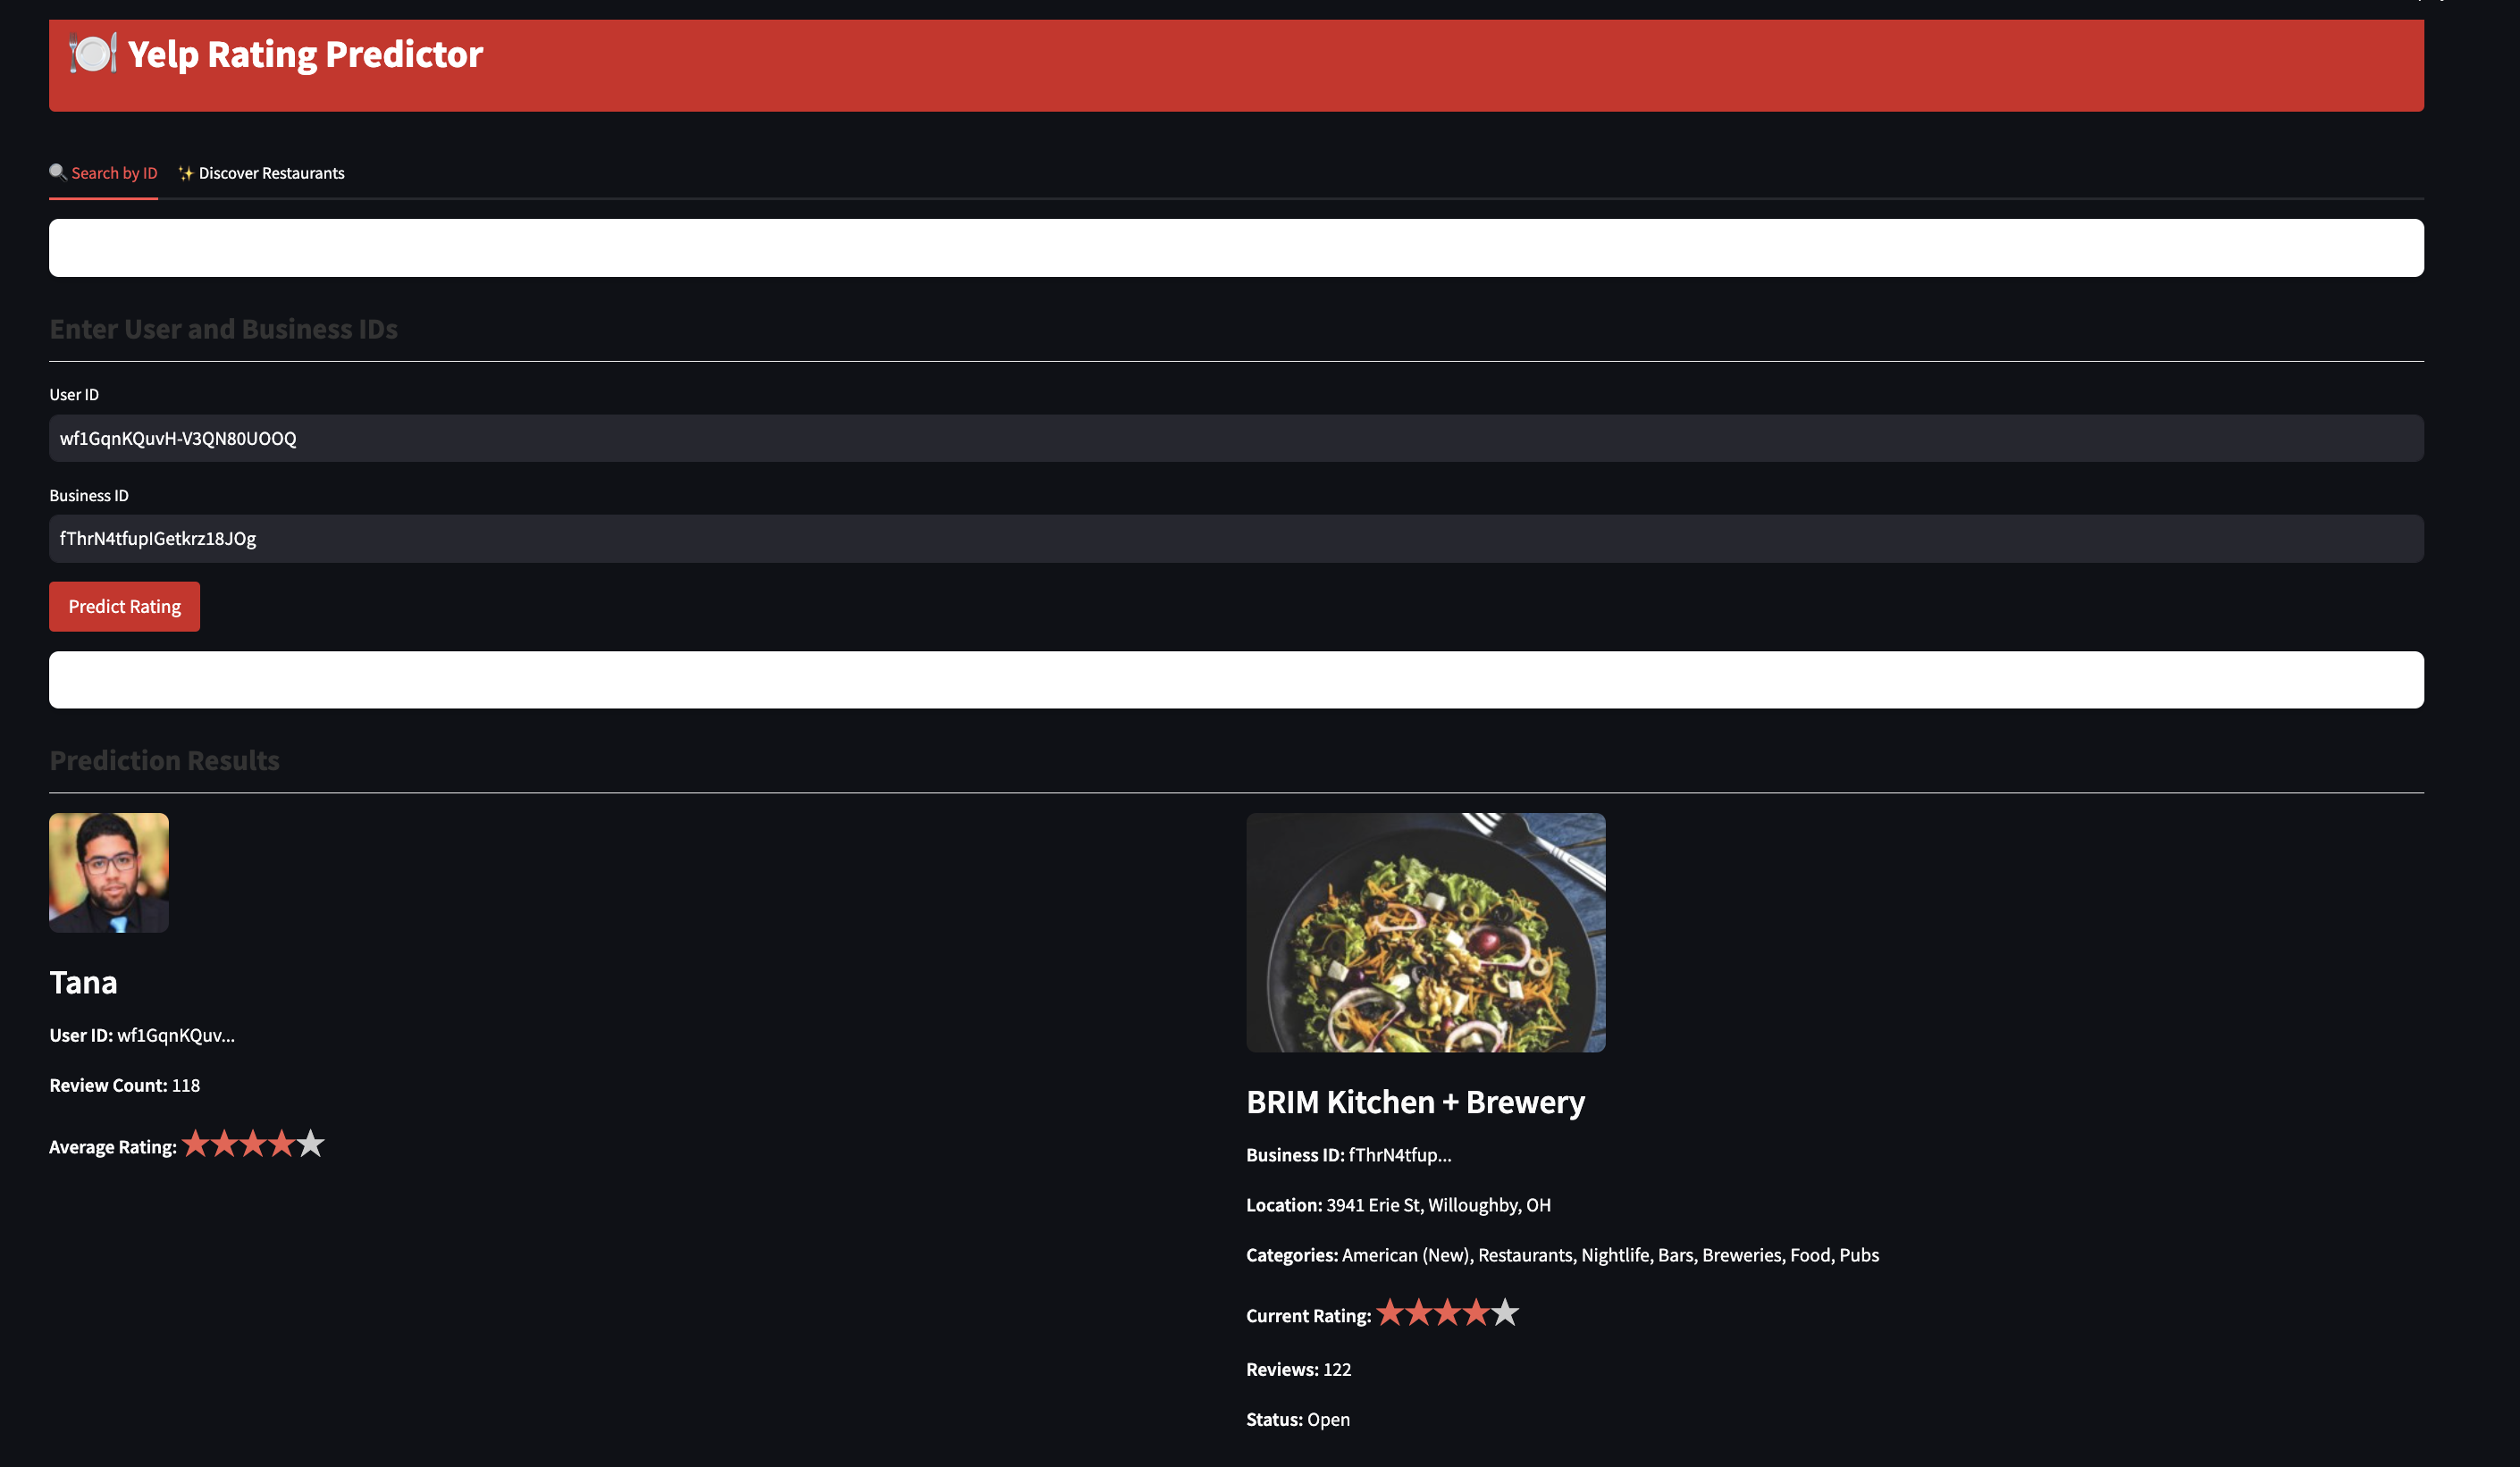 Yelp Rating Predictor
Search by ID
Discover Restaurants
Enter User and Business IDs
User ID
wf1GqnKQuvH-V3QN80UOOQ
Business ID
fThrN4tfupIGetkrz18JOg
Predict Rating
Prediction Results
Tana
User ID: wf1GqnKQuv...
Review Count: 118
Average Rating:
BRIM Kitchen + Brewery
Business ID: fThrN4tfup...
Location: 3941 Erie St, Willoughby, OH
Categories: American (New), Restaurants, Nightlife, Bars, Breweries, Food, Pubs
Current Rating:
Reviews: 122
Status: Open